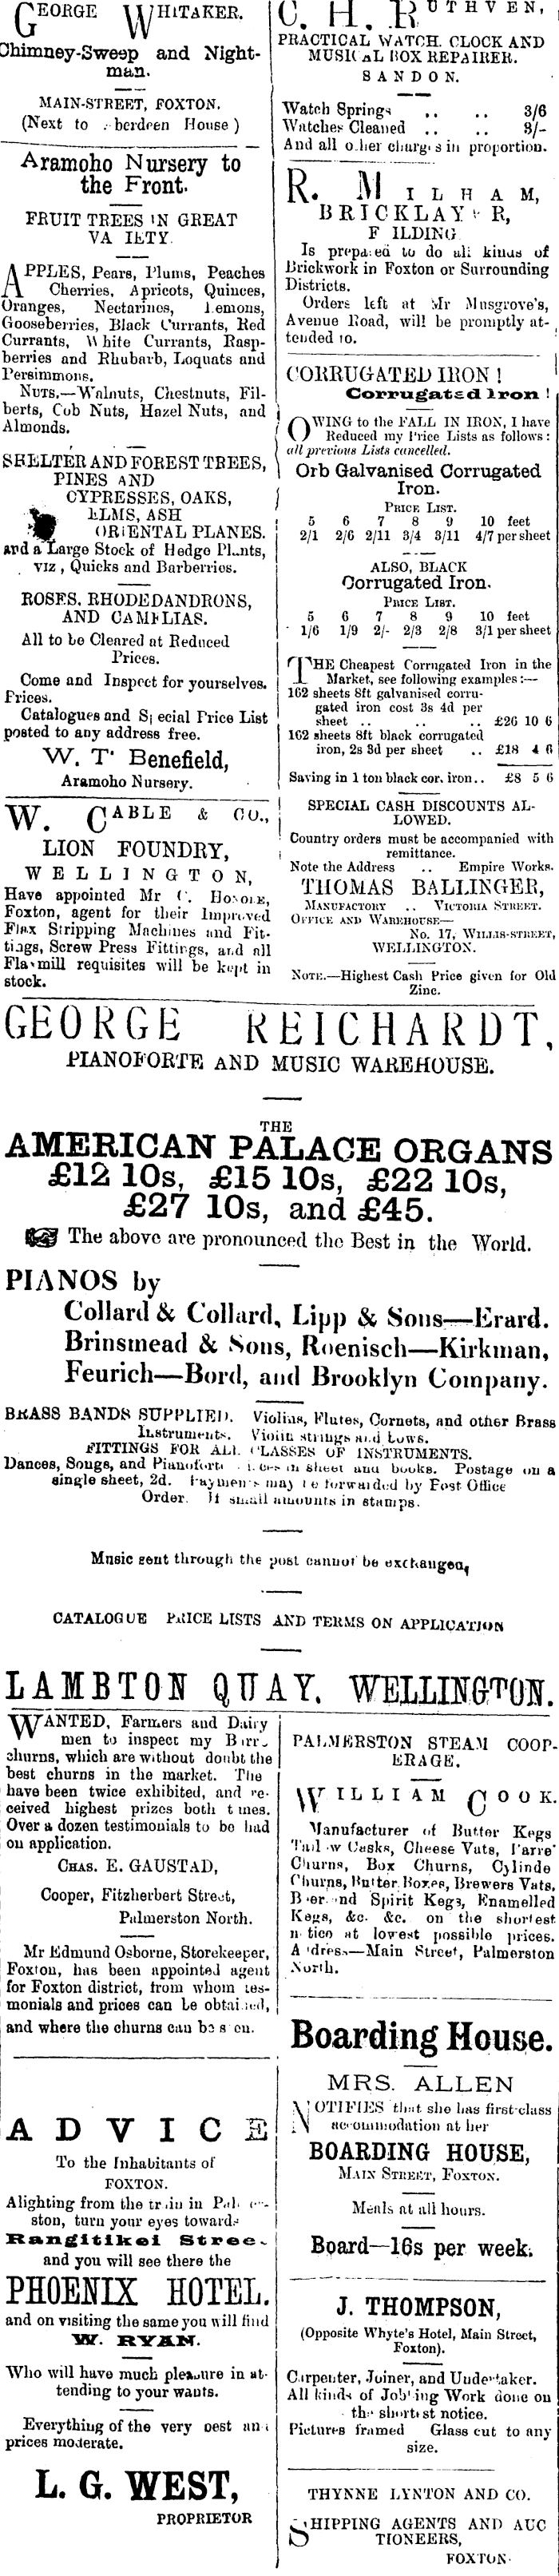 GEORGE WHITAKER.
Chimney-Sweep and Night-
man.
MAIN-STREET, FOXTON.
(Next to berdeen House)
Aramoho Nursery to
the Front.
FRUIT TREES IN GREAT
VA IETY.
APPLES, Pears, Plums, Peaches
Cherries, Apricots, Quinces,
Oranges, Nectarines, Lemons,
Gooseberries, Black Currants, Red
Currants, White Currants, Rasp-
berries and Rhubarb, Loquats and
Persimmons.
NUTS.—Walnuts, Chestnuts, Fil-
berts, Cob Nuts, Hazel Nuts, and
Almonds.
SHELTER AND FOREST TREES,
PINES AND
CYPRESSES, OAKS,
ELMS, ASH
ORIENTAL PLANES.
and a Large Stock of Hedge Plants,
viz , Quicks and Barberries.
ROSES, RHODEDANDRONS,
AND CAMELIAS.
All to be Cleared at Reduced
Prices.
Come and Inspect for yourselves.
Prices.
Catalogues and Special Price List
posted to any address free.
W. T. Benefield,
Aramoho Nursery.
W. CABLE & CO.,
LION FOUNDRY,
WELLINGTON,
Have appointed Mr C. HONORE,
Foxton, agent for their Improved
Flax Stripping Machines and Fit-
tings, Screw Press Fittings, and all
Flaxmill requisites will be kept in
stock.
C. H. RUTHVEN,
PRACTICAL WATCH. CLOCK AND
MUSICAL BOX REPAIRER.
SANDON.
Watch Springs .. .. 3/6
Watches Cleaned .. .. 3/-
And all other charges in proportion.
R. MILHAM,
BRICKLAYER,
F ILDING
Is prepared to do all kinds of
Brickwork in Foxton or Surrounding
Districts.
Orders left at Mr Musgrove's,
Avenue Road, will be promptly at-
tended to.
CORRUGATED IRON !
Corrugated Iron !
OWING to the FALL IN IRON, I have
Reduced my Price Lists as follows :
all previous Lists cancelled.
Orb Galvanised Corrugated
Iron.
PRICE LIST.
5 6 7 8 9 10 feet
2/1 2/6 2/11 3/4 3/11 4/7 per sheet
ALSO, BLACK
Corrugated Iron.
PRICE LIST.
5 6 7 8 9 10 feet
1/6 1/9 2/- 2/3 2/8 3/1 per sheet
THE Cheapest Corrugated Iron in the
Market, see following examples :—
162 sheets 8ft galvanised corru-
gated iron cost 3s 4d per
sheet .. .. .. £26 10 6
162 sheets 8ft black corrugated
iron, 2s 3d per sheet .. £18 4 6
Saving in 1 ton black cor. iron.. £8 5 6
SPECIAL CASH DISCOUNTS AL-
LOWED.
Country orders must be accompanied with
remittance.
Note the Address .. Empire Works.
THOMAS BALLINGER,
MANUFACTORY .. VICTORIA STREET.
OFFICE AND WAREHOUSE—
No. 17, WILLIS-STREET,
WELLINGTON.
NOTE.—Highest Cash Price given for Old
Zinc.
GEORGE REICHARDT,
PIANOFORTE AND MUSIC WAREHOUSE.
THE
AMERICAN PALACE ORGANS
£12 10s, £15 10s, £22 10s,
£27 10s, and £45.
The above are pronounced the Best in the World.
PIANOS by
Collard & Collard, Lipp & Sons—Erard.
Brinsmead & Sons, Roenisch—Kirkman,
Feurich—Bord, and Brooklyn Company.
BRASS BANDS SUPPLIED. Violins, Flutes, Cornets, and other Brass
Instruments. Violin strings and bows.
FITTINGS FOR ALL CLASSES OF INSTRUMENTS.
Dances, Songs, and Pianoforte in sheet and books. Postage on a
single sheet, 2d. Payments may be forwarded by Post Office
Order. If small amounts in stamps.
Music sent through the post cannot be exchanged,
CATALOGUE PRICE LISTS AND TERMS ON APPLICATION
LAMBTON QUAY, WELLINGTON.
WANTED, Farmers and Dairy
men to inspect my Barrel
churns, which are without doubt the
best churns in the market. The
have been twice exhibited, and re-
ceived highest prizes both times.
Over a dozen testimonials to be had
on application.
CHAS. E. GAUSTAD,
Cooper, Fitzherbert Street,
Palmerston North.
Mr Edmund Osborne, Storekeeper,
Foxton, has been appointed agent
for Foxton district, from whom tes-
monials and prices can be obtained,
and where the churns can be seen.
ADVICE
To the Inhabitants of
FOXTON.
Alighting from the train in Palmer-
ston, turn your eyes towards
Rangitikei Street
and you will see there the
PHOENIX HOTEL.
and on visiting the same you will find
W. RYAN.
Who will have much pleasure in at-
tending to your wants.
Everything of the very best and
prices moderate.
L. G. WEST,
PROPRIETOR
PALMERSTON STEAM COOP-
ERAGE.
WILLIAM COOK.
Manufacturer of Butter Kegs
Tallow Casks, Cheese Vats, Barrel
Churns, Box Churns, Cylinde
Churns, Butter Boxes, Brewers Vats,
Beer and Spirit Kegs, Enamelled
Kegs, &c. &c. on the shortest
notice at lowest possible prices.
Address—Main Street, Palmerston
North.
Boarding House.
MRS. ALLEN
NOTIFIES that she has first-class
accommodation at her
BOARDING HOUSE,
MAIN STREET, FOXTON.
Meals at all hours.
Board—16s per week.
J. THOMPSON,
(Opposite Whyte's Hotel, Main Street,
Foxton).
Carpenter, Joiner, and Undertaker.
All kinds of Jobbing Work done on
the shortest notice.
Pictures framed Glass cut to any
size.
THYNNE LYNTON AND CO.
SHIPPING AGENTS AND AUC
TIONEERS,
FOXTON.